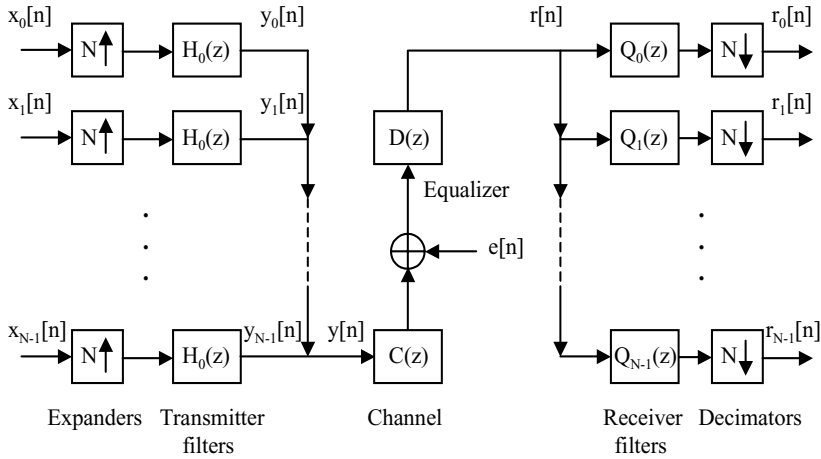 x₀[n] y₀[n] r[n] r₀[n]
N H₀(z) Q₀(z) N
x₁[n] y₁[n] r₁[n]
N H₀(z) D(z) Q₁(z) N
Equalizer
e[n]
xN-1[n] yN-1[n] y[n] rN-1[n]
N H₀(z) C(z) QN-1(z) N
Expanders Transmitter filters Channel Receiver filters Decimators